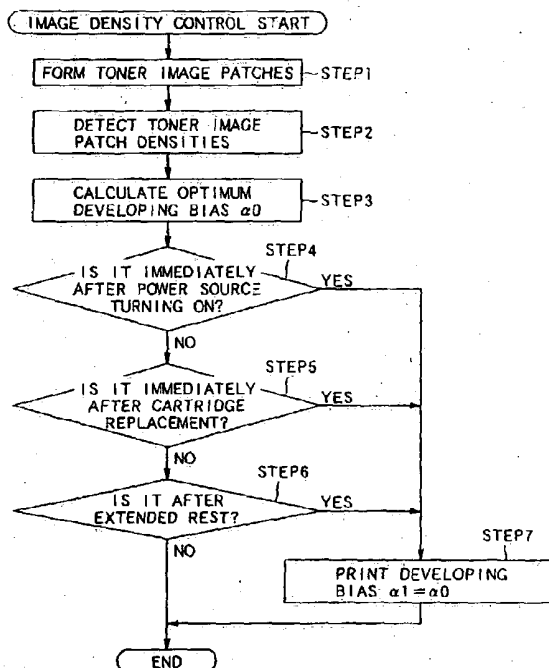 IMAGE DENSITY CONTROL START
FORM TONER IMAGE PATCHES
STEP1
DETECT TONER IMAGE
PATCH DENSITIES
STEP2
CALCULATE OPTIMUM
DEVELOPING BIAS α0
STEP3
STEP4
IS IT IMMEDIATELY
AFTER POWER SOURCE
TURNING ON?
YES
NO
STEP5
IS IT IMMEDIATELY
AFTER CARTRIDGE
REPLACEMENT?
YES
NO
STEP6
IS IT AFTER
EXTENDED REST?
YES
NO
STEP7
PRINT DEVELOPING
BIAS α1=α0
END